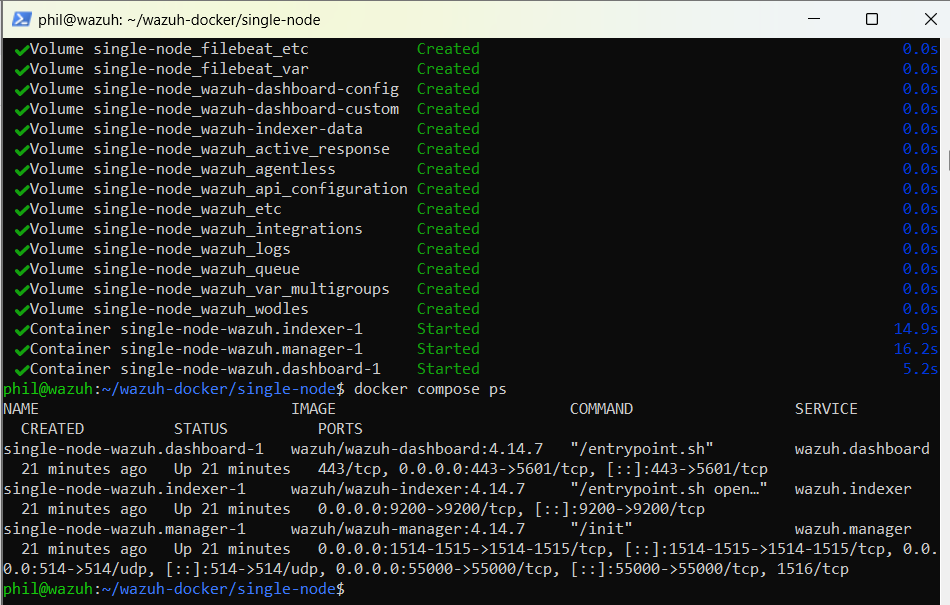 phil@wazuh: ~/wazuh-docker/single-node
✔Volume single-node_filebeat_etc Created 0.0s
✔Volume single-node_filebeat_var Created 0.0s
✔Volume single-node_wazuh-dashboard-config Created 0.0s
✔Volume single-node_wazuh-dashboard-custom Created 0.0s
✔Volume single-node_wazuh-indexer-data Created 0.0s
✔Volume single-node_wazuh_active_response Created 0.0s
✔Volume single-node_wazuh_agentless Created 0.0s
✔Volume single-node_wazuh_api_configuration Created 0.0s
✔Volume single-node_wazuh_etc Created 0.0s
✔Volume single-node_wazuh_integrations Created 0.0s
✔Volume single-node_wazuh_logs Created 0.0s
✔Volume single-node_wazuh_queue Created 0.0s
✔Volume single-node_wazuh_var_multigroups Created 0.0s
✔Volume single-node_wazuh_wodles Created 0.0s
✔Container single-node-wazuh.indexer-1 Started 14.9s
✔Container single-node-wazuh.manager-1 Started 16.2s
✔Container single-node-wazuh.dashboard-1 Started 5.2s
phil@wazuh:~/wazuh-docker/single-node$ docker compose ps
NAME IMAGE COMMAND SERVICE
CREATED STATUS PORTS
single-node-wazuh.dashboard-1 wazuh/wazuh-dashboard:4.14.7 "/entrypoint.sh" wazuh.dashboard
21 minutes ago Up 21 minutes 443/tcp, 0.0.0.0:443->5601/tcp, [::]:443->5601/tcp
single-node-wazuh.indexer-1 wazuh/wazuh-indexer:4.14.7 "/entrypoint.sh open…" wazuh.indexer
21 minutes ago Up 21 minutes 0.0.0.0:9200->9200/tcp, [::]:9200->9200/tcp
single-node-wazuh.manager-1 wazuh/wazuh-manager:4.14.7 "/init" wazuh.manager
21 minutes ago Up 21 minutes 0.0.0.0:1514-1515->1514-1515/tcp, [::]:1514-1515->1514-1515/tcp, 0.0.
0.0:514->514/udp, [::]:514->514/udp, 0.0.0.0:55000->55000/tcp, [::]:55000->55000/tcp, 1516/tcp
phil@wazuh:~/wazuh-docker/single-node$